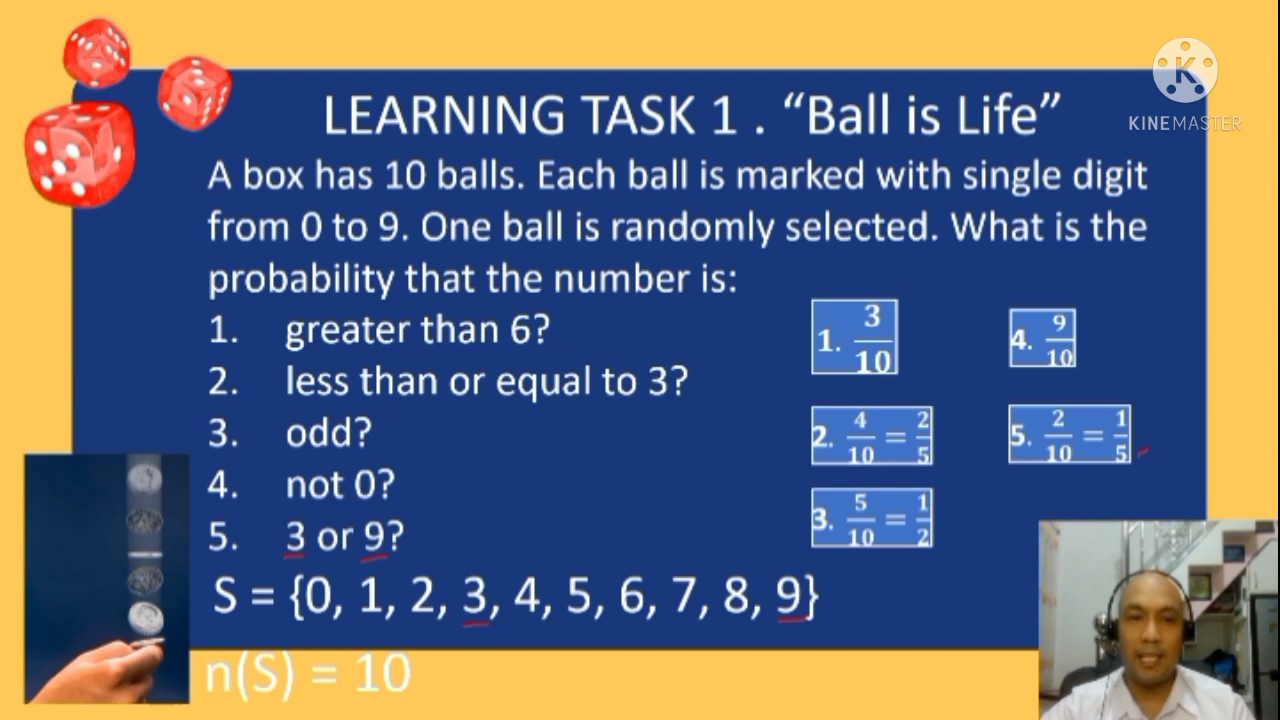 LEARNING TASK 1 . “Ball is Life”
K
KINEMASTER
A box has 10 balls. Each ball is marked with single digit
from 0 to 9. One ball is randomly selected. What is the
probability that the number is:
1. greater than 6?
2. less than or equal to 3?
3. odd?
4. not 0?
5. 3 or 9?
1. 3/10
2. 4/10 = 2/5
3. 5/10 = 1/2
4. 9/10
5. 2/10 = 1/5
S = {0, 1, 2, 3, 4, 5, 6, 7, 8, 9}
n(S) = 10